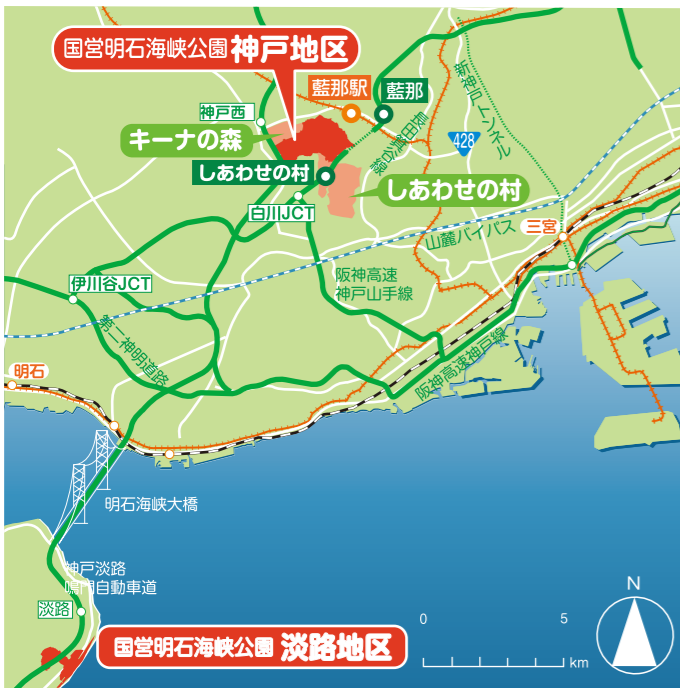 国営明石海峡公園 神戸地区
藍那駅
藍那
神戸西
キーナの森
箕谷線
新神戸トンネル
428
しあわせの村
しあわせの村
白川JCT
山麓バイパス
三宮
伊川谷JCT
阪神高速
神戸山手線
第二神明道路
阪神高速神戸線
明石
明石海峡大橋
神戸淡路
鳴門自動車道
淡路
国営明石海峡公園 淡路地区
0 5
km
N